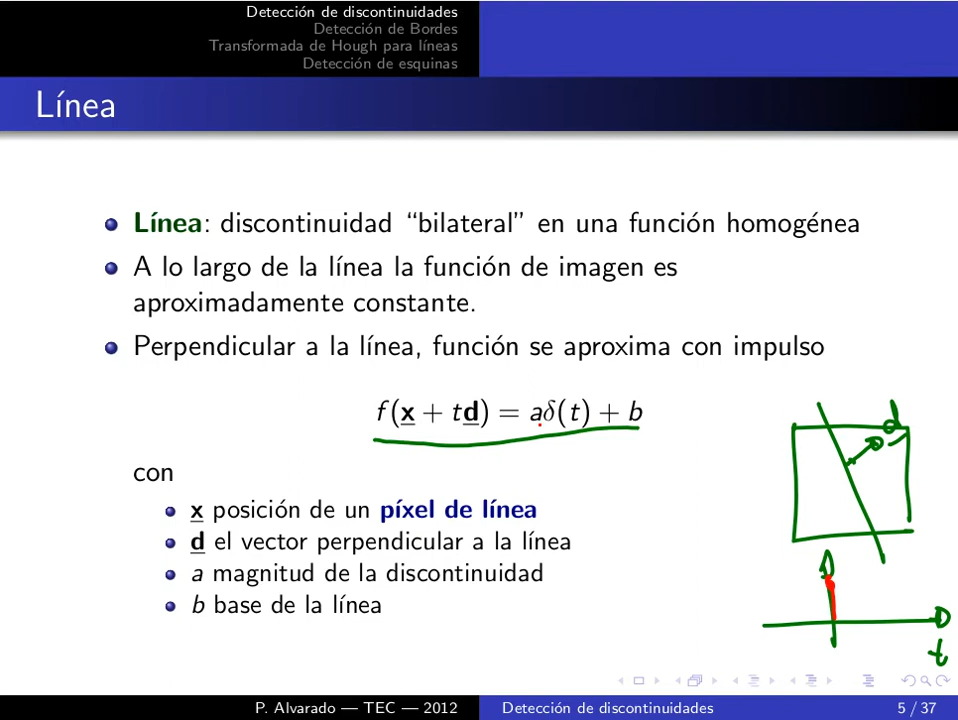 Detección de discontinuidades
Detección de Bordes
Transformada de Hough para líneas
Detección de esquinas
Línea
Línea: discontinuidad “bilateral” en una función homogénea
A lo largo de la línea la función de imagen es
aproximadamente constante.
Perpendicular a la línea, función se aproxima con impulso
f(x + td) = aδ(t) + b
con
x posición de un píxel de línea
d el vector perpendicular a la línea
a magnitud de la discontinuidad
b base de la línea
d
t
P. Alvarado — TEC — 2012
Detección de discontinuidades
5 / 37